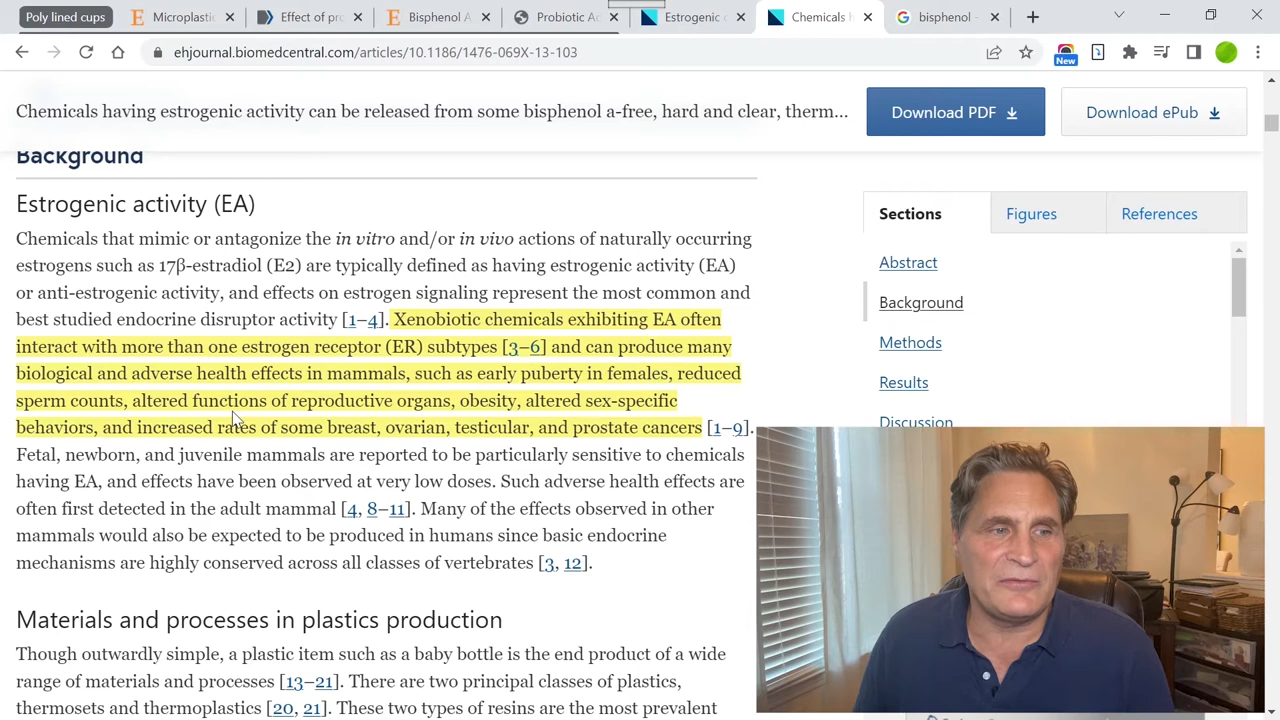 Poly lined cups
Microplastic
Effect of pr
Bisphenol A
Probiotic A
Estrogenic
Chemicals h
bisphenol -
ehjournal.biomedcentral.com/articles/10.1186/1476-069X-13-103
New
Chemicals having estrogenic activity can be released from some bisphenol a-free, hard and clear, therm...
Download PDF
Download ePub
Background
Estrogenic activity (EA)
Chemicals that mimic or antagonize the in vitro and/or in vivo actions of naturally occurring
estrogens such as 17β-estradiol (E2) are typically defined as having estrogenic activity (EA)
or anti-estrogenic activity, and effects on estrogen signaling represent the most common and
best studied endocrine disruptor activity [1–4]. Xenobiotic chemicals exhibiting EA often
interact with more than one estrogen receptor (ER) subtypes [3–6] and can produce many
biological and adverse health effects in mammals, such as early puberty in females, reduced
sperm counts, altered functions of reproductive organs, obesity, altered sex-specific
behaviors, and increased rates of some breast, ovarian, testicular, and prostate cancers [1–9].
Fetal, newborn, and juvenile mammals are reported to be particularly sensitive to chemicals
having EA, and effects have been observed at very low doses. Such adverse health effects are
often first detected in the adult mammal [4, 8–11]. Many of the effects observed in other
mammals would also be expected to be produced in humans since basic endocrine
mechanisms are highly conserved across all classes of vertebrates [3, 12].
Materials and processes in plastics production
Though outwardly simple, a plastic item such as a baby bottle is the end product of a wide
range of materials and processes [13–21]. There are two principal classes of plastics,
thermosets and thermoplastics [20, 21]. These two types of resins are the most prevalent
Sections
Figures
References
Abstract
Background
Methods
Results
Discussion